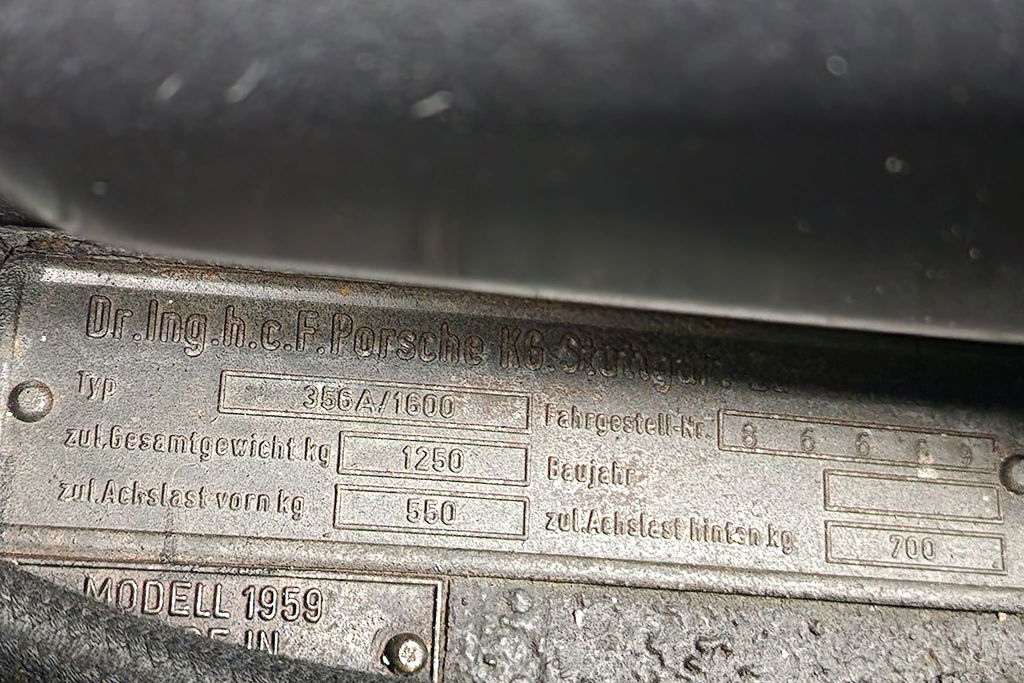 Dr.Ing.h.c.F.Porsche KG.
Typ 356A/1600 Fahrgestell-Nr.
zul.Gesamtgewicht kg 1250 Baujahr
zul.Achslast vorn kg 550 zul.Achslast hinten kg 700
MODELL 1959
IN